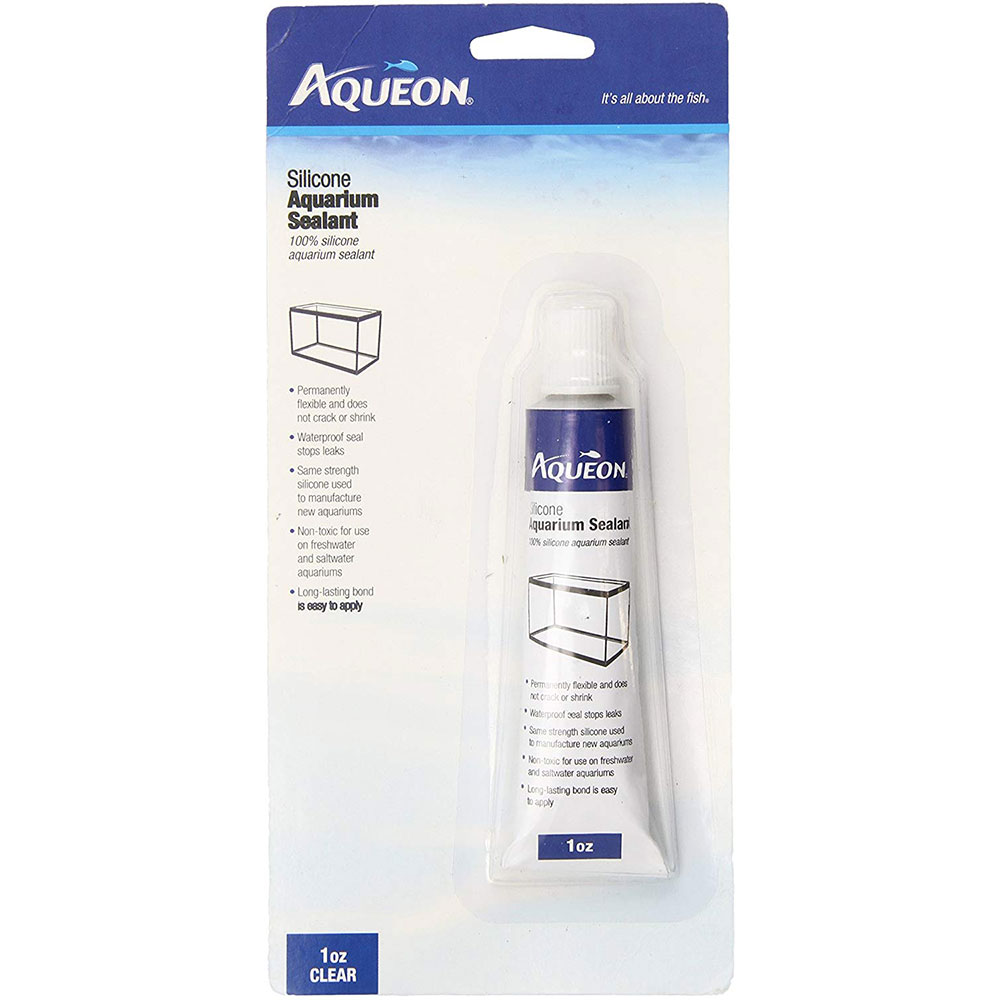 AQUEON®
It's all about the fish®
Silicone
Aquarium
Sealant
100% silicone
aquarium sealant
• Permanently
flexible and does
not crack or shrink
• Waterproof seal
stops leaks
• Same strength
silicone used
to manufacture
new aquariums
• Non-toxic for use
on freshwater
and saltwater
aquariums
• Long-lasting bond
is easy to apply
1oz
CLEAR
AQUEON
Silicone
Aquarium Sealant
100% silicone aquarium sealant
• Permanently flexible and does
not crack or shrink
• Waterproof seal stops leaks
• Same strength silicone used
to manufacture new aquariums
• Non-toxic for use on freshwater
and saltwater aquariums
• Long-lasting bond is easy
to apply
1oz